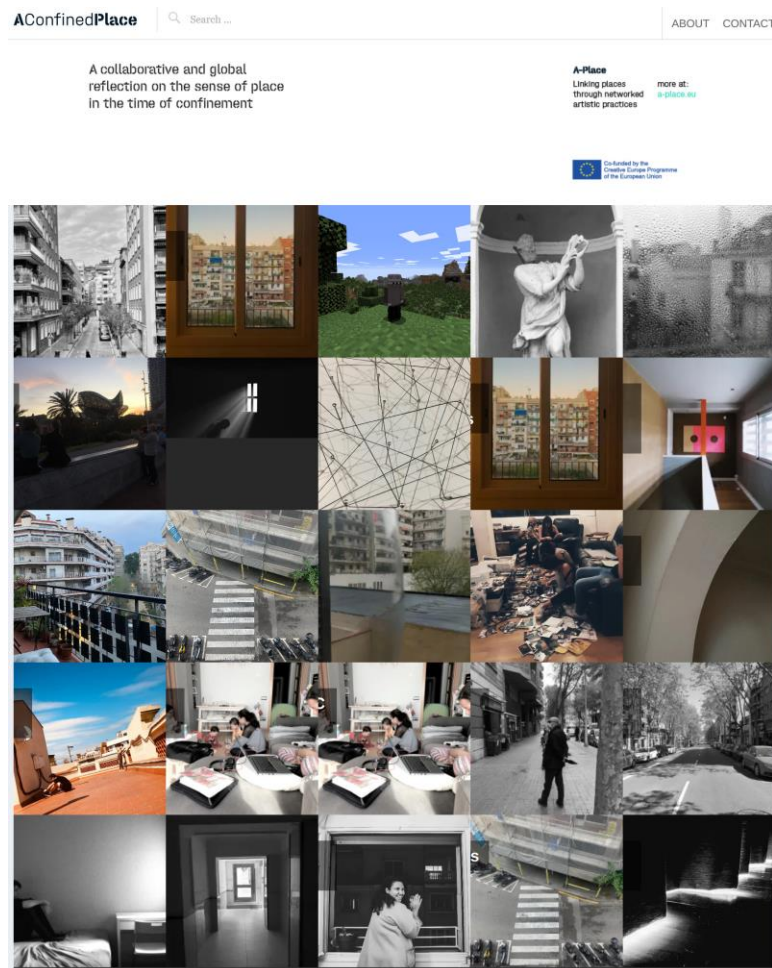 AConfinedPlace
Search ...
ABOUT
CONTACT
A collaborative and global
reflection on the sense of place
in the time of confinement
A-Place
Linking places
through networked
artistic practices
more at:
a-place.eu
Co-funded by the
Creative Europe Programme
of the European Union
s
C
s